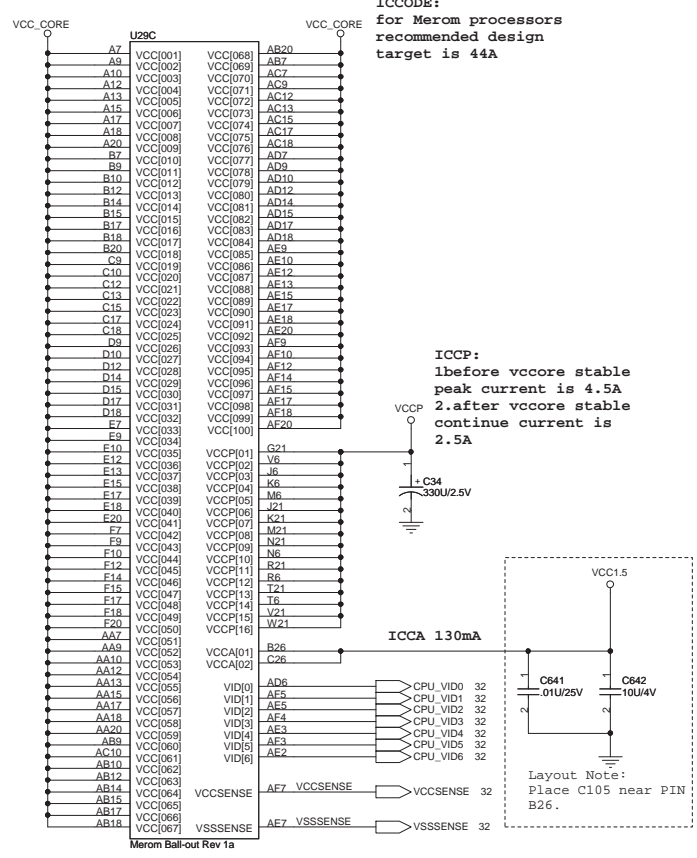 ICCODE:
for Merom processors
recommended design
target is 44A
VCC_CORE
VCC_CORE
U29C
A7 VCC[001] VCC[068] AB20
A9 VCC[002] VCC[069] AB7
A10 VCC[003] VCC[070] AC7
A12 VCC[004] VCC[071] AC9
A13 VCC[005] VCC[072] AC12
A15 VCC[006] VCC[073] AC13
A17 VCC[007] VCC[074] AC15
A18 VCC[008] VCC[075] AC17
A20 VCC[009] VCC[076] AC18
B7 VCC[010] VCC[077] AD7
B9 VCC[011] VCC[078] AD9
B10 VCC[012] VCC[079] AD10
B12 VCC[013] VCC[080] AD12
B14 VCC[014] VCC[081] AD14
B15 VCC[015] VCC[082] AD15
B17 VCC[016] VCC[083] AD17
B18 VCC[017] VCC[084] AD18
B20 VCC[018] VCC[085] AE9
C9 VCC[019] VCC[086] AE10
C10 VCC[020] VCC[087] AE12
C12 VCC[021] VCC[088] AE13
C13 VCC[022] VCC[089] AE15
C15 VCC[023] VCC[090] AE17
C17 VCC[024] VCC[091] AE18
C18 VCC[025] VCC[092] AE20
D9 VCC[026] VCC[093] AF9
D10 VCC[027] VCC[094] AF10
D12 VCC[028] VCC[095] AF12
D14 VCC[029] VCC[096] AF14
D15 VCC[030] VCC[097] AF15
D17 VCC[031] VCC[098] AF17
D18 VCC[032] VCC[099] AF18
E7 VCC[033] VCC[100] AF20
E9 VCC[034]
E10 VCC[035] VCCP[01] G21
E12 VCC[036] VCCP[02] V6
E13 VCC[037] VCCP[03] J6
E15 VCC[038] VCCP[04] K6
E17 VCC[039] VCCP[05] M6
E18 VCC[040] VCCP[06] J21
E20 VCC[041] VCCP[07] K21
F7 VCC[042] VCCP[08] M21
F9 VCC[043] VCCP[09] N21
F10 VCC[044] VCCP[10] N6
F12 VCC[045] VCCP[11] R21
F14 VCC[046] VCCP[12] R6
F15 VCC[047] VCCP[13] T21
F17 VCC[048] VCCP[14] T6
F18 VCC[049] VCCP[15] V21
F20 VCC[050] VCCP[16] W21
AA7 VCC[051]
AA9 VCC[052] VCCA[01] B26
AA10 VCC[053] VCCA[02] C26
AA12 VCC[054]
AA13 VCC[055] VID[0] AD6 CPU_VID0 32
AA15 VCC[056] VID[1] AF5 CPU_VID1 32
AA17 VCC[057] VID[2] AE5 CPU_VID2 32
AA18 VCC[058] VID[3] AF4 CPU_VID3 32
AA20 VCC[059] VID[4] AE3 CPU_VID4 32
AB9 VCC[060] VID[5] AF3 CPU_VID5 32
AC10 VCC[061] VID[6] AE2 CPU_VID6 32
AB10 VCC[062]
AB12 VCC[063]
AB14 VCC[064] VCCSENSE AF7 VCCSENSE VCCSENSE 32
AB15 VCC[065]
AB17 VCC[066]
AB18 VCC[067] VSSSENSE AE7 VSSSENSE VSSSENSE 32
Merom Ball-out Rev 1a
ICCP:
1before vccore stable
peak current is 4.5A
2.after vccore stable
continue current is
2.5A
VCCP
1
+ C34
330U/2.5V
2
ICCA 130mA
VCC1.5
1
C641
.01U/25V
2
1
C642
10U/4V
2
Layout Note:
Place C105 near PIN
B26.